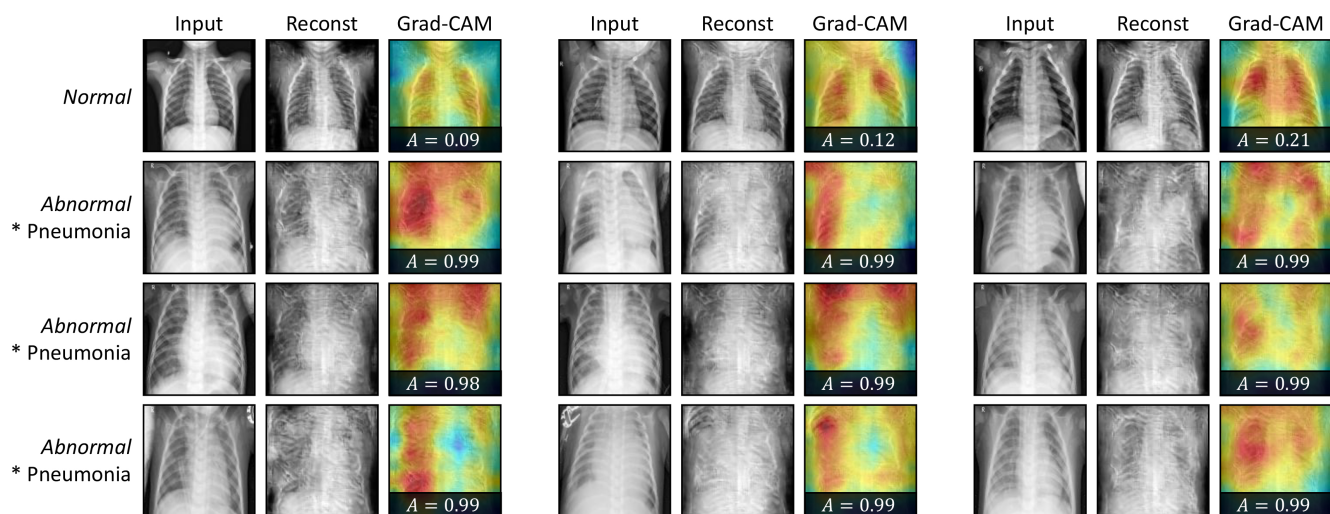 Input Reconst Grad-CAM Input Reconst Grad-CAM Input Reconst Grad-CAM
Normal
A = 0.09 A = 0.12 A = 0.21
Abnormal
* Pneumonia
A = 0.99 A = 0.99 A = 0.99
Abnormal
* Pneumonia
A = 0.98 A = 0.99 A = 0.99
Abnormal
* Pneumonia
A = 0.99 A = 0.99 A = 0.99